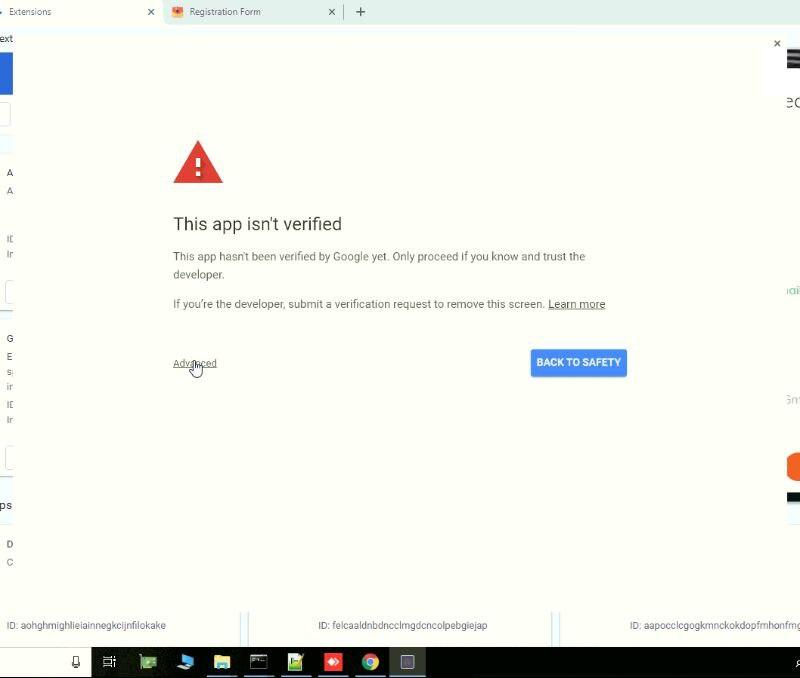 Extensions
Registration Form
ext
This app isn't verified
This app hasn't been verified by Google yet. Only proceed if you know and trust the
developer.
If you’re the developer, submit a verification request to remove this screen. Learn more
Advanced
BACK TO SAFETY
A
A
ID
In
G
E
sp
in
ID
In
ps
D
C
ID: aohghmighlieiainnegkcijnfilokake
ID: felcaaldnbdncclmgdcncolpebgiejap
ID: aapocclcgogkmnckokdopfmhonfmg